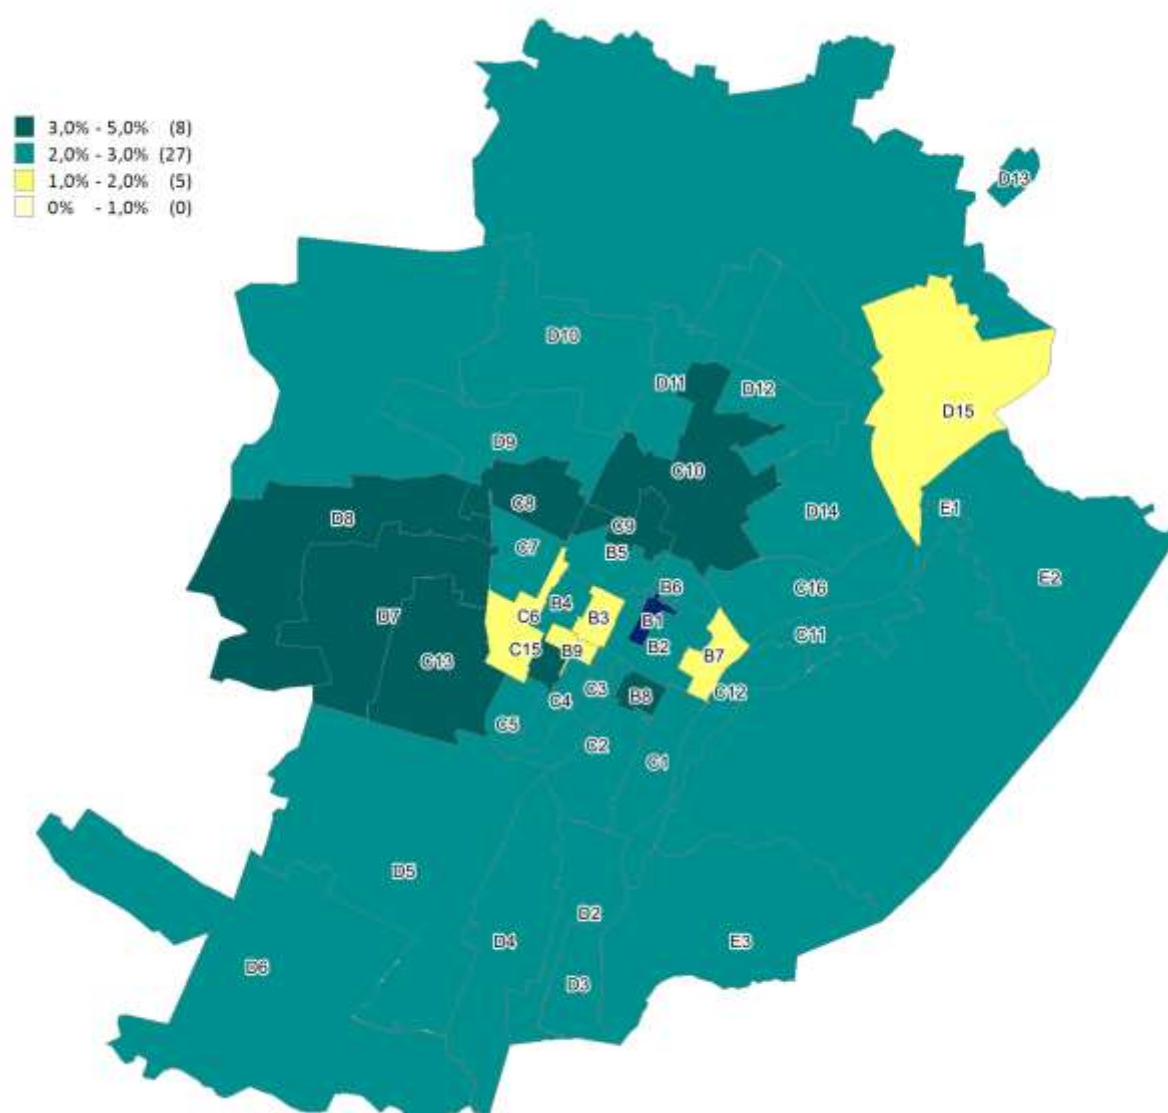 3,0% - 5,0% (8)
2,0% - 3,0% (27)
1,0% - 2,0% (5)
0% - 1,0% (0)
D13
D10
D11
D12
D15
D9
C10
C8
D8
C9
D14
E1
C7
B5
E2
B6
C16
B4
D7
C6
B3
B1
C11
B2
C15
B9
B7
C13
C3
B8
C12
C4
C5
C2
C1
D5
D2
D4
E3
D6
D3